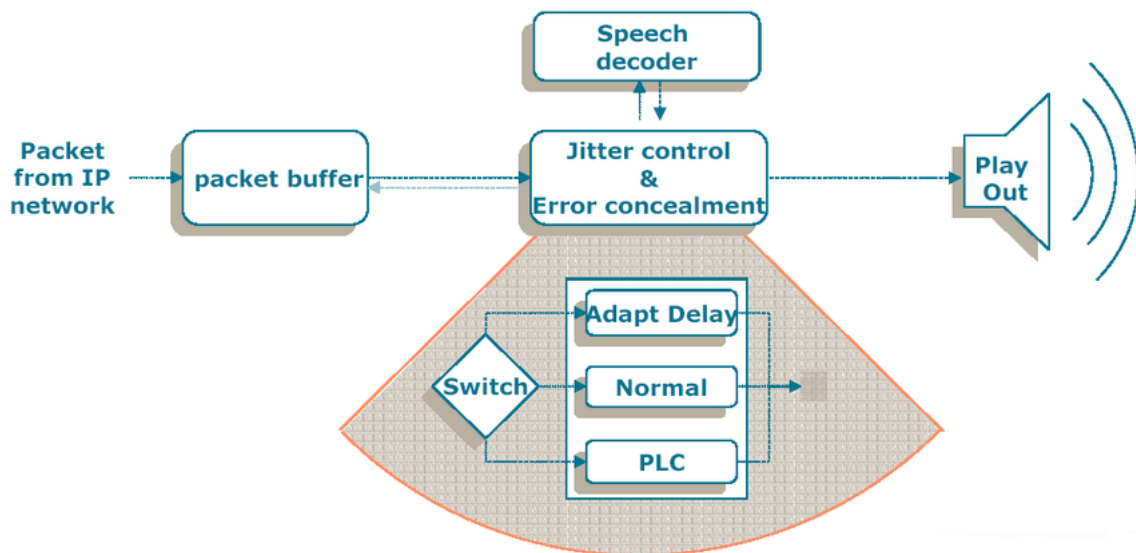 Speech
decoder
Packet
from IP
network
packet buffer
Jitter control
&
Error concealment
Play
Out
Adapt Delay
Switch
Normal
PLC